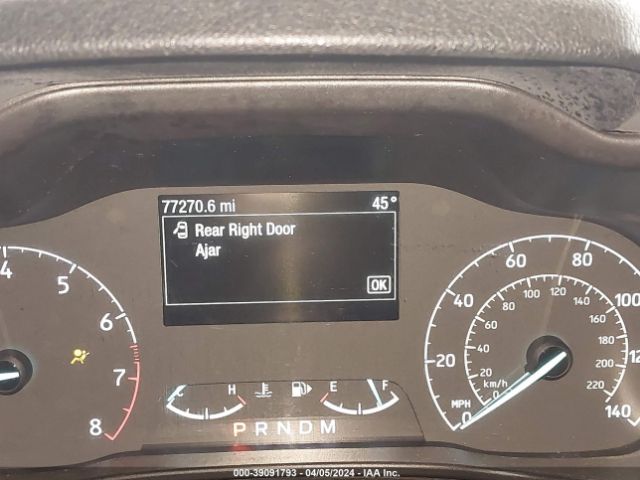 77270.6 mi 45°
Rear Right Door
Ajar
OK
4 5 6 7 8
C H E F
P R N D M
0 20 40 60 80 100 12 140
MPH
0 20 40 60 80 100 120 140 160 180 200 220
km/h
000-39091793 - 04/05/2024 - IAA Inc.